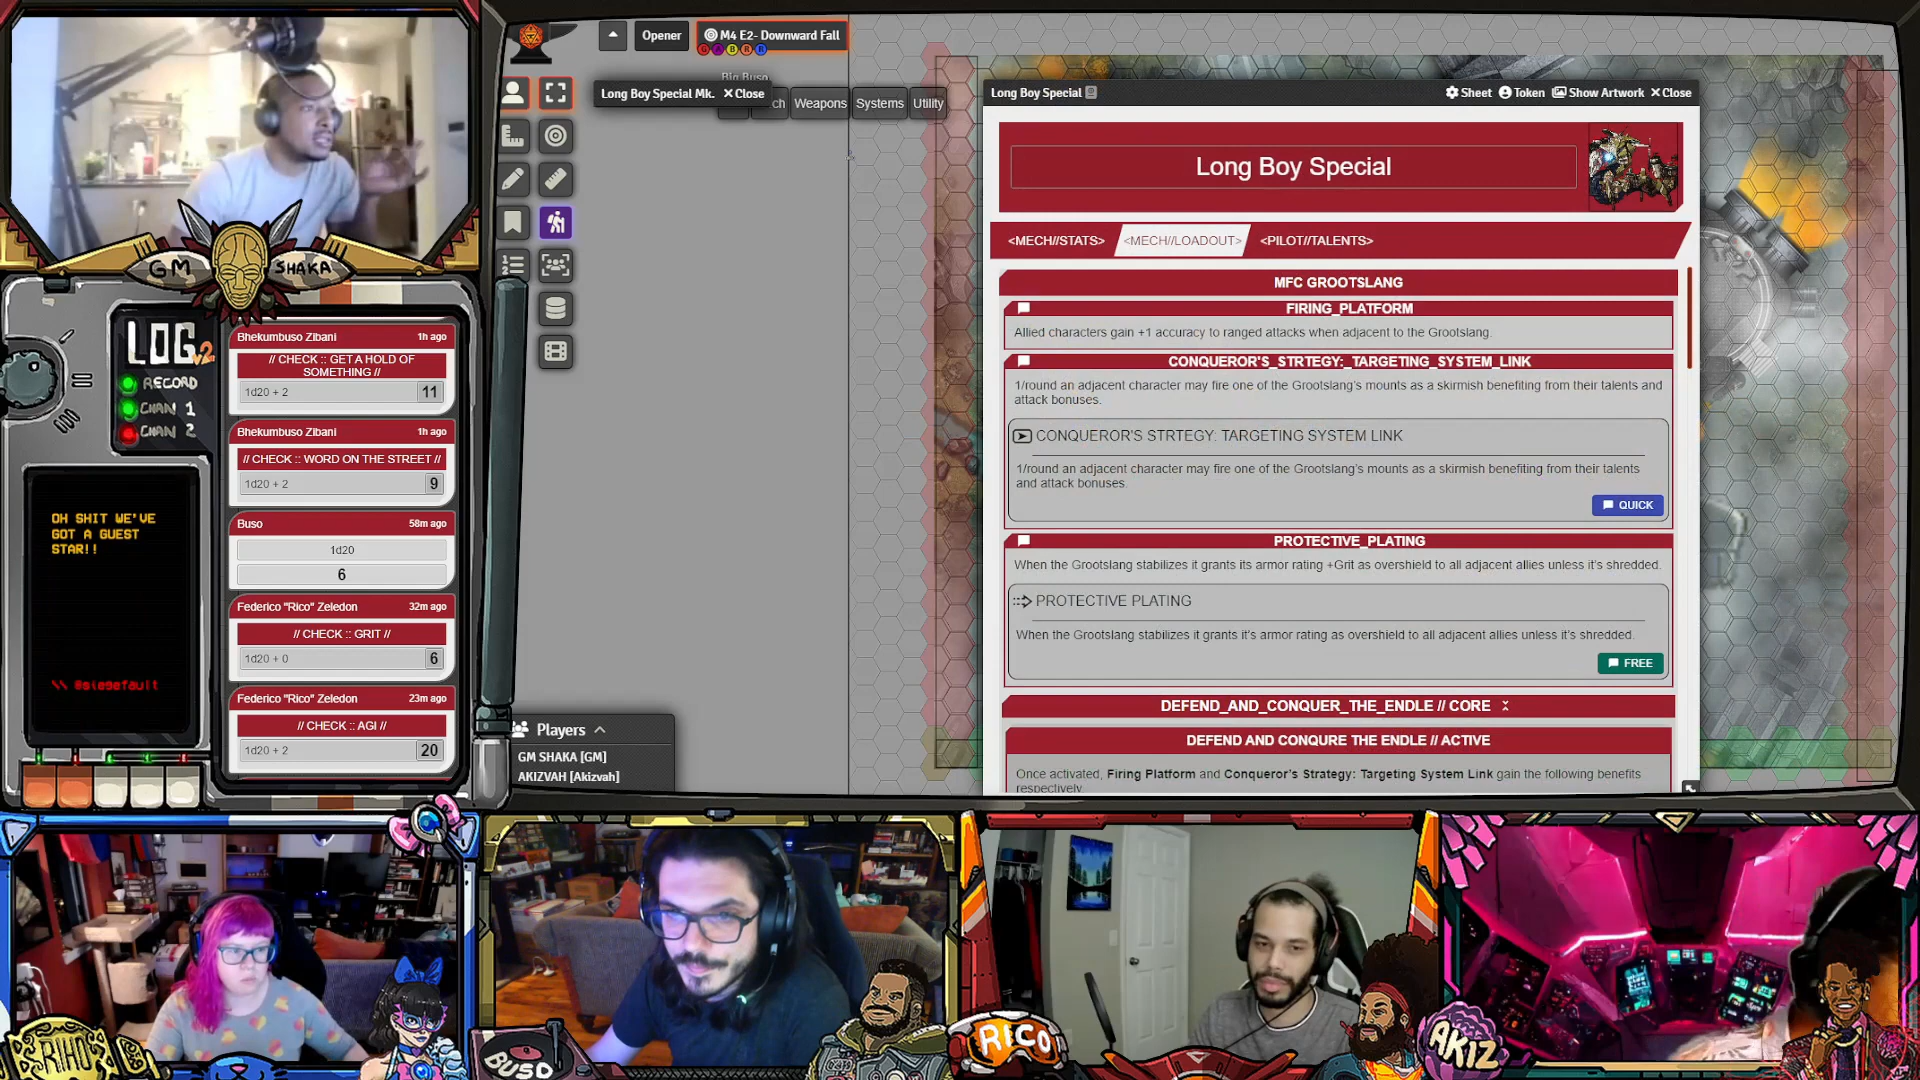 GM
SHAKA
LOG
v2
RECORD
CHAN 1
CHAN 2
OH SHIT WE'VE
GOT A GUEST
STAR!!
\\ @siegefault
Bhekumbuso Zibani
1h ago
// CHECK :: GET A HOLD OF
SOMETHING //
1d20 + 2
11
Bhekumbuso Zibani
1h ago
// CHECK :: WORD ON THE STREET //
1d20 + 2
9
Buso
58m ago
1d20
6
Federico "Rico" Zeledon
32m ago
// CHECK :: GRIT //
1d20 + 0
6
Federico "Rico" Zeledon
23m ago
// CHECK :: AGI //
1d20 + 2
20
Opener
M4 E2- Downward Fall
G A B R R
Big Buso
Long Boy Special Mk.
Close
Weapons
Systems
Utility
Players
GM SHAKA [GM]
AKIZVAH [Akizvah]
Long Boy Special
Sheet
Token
Show Artwork
Close
Long Boy Special
<MECH//STATS>
<MECH//LOADOUT>
<PILOT//TALENTS>
MFC GROOTSLANG
FIRING_PLATFORM
Allied characters gain +1 accuracy to ranged attacks when adjacent to the Grootslang.
CONQUEROR'S_STRTEGY:_TARGETING_SYSTEM_LINK
1/round an adjacent character may fire one of the Grootslang's mounts as a skirmish benefiting from their talents and
attack bonuses.
CONQUEROR'S STRTEGY: TARGETING SYSTEM LINK
1/round an adjacent character may fire one of the Grootslang's mounts as a skirmish benefiting from their talents
and attack bonuses.
QUICK
PROTECTIVE_PLATING
When the Grootslang stabilizes it grants its armor rating +Grit as overshield to all adjacent allies unless it's shredded.
PROTECTIVE PLATING
When the Grootslang stabilizes it grants it's armor rating as overshield to all adjacent allies unless it's shredded.
FREE
DEFEND_AND_CONQUER_THE_ENDLE // CORE
DEFEND AND CONQURE THE ENDLE // ACTIVE
Once activated, Firing Platform and Conqueror's Strategy: Targeting System Link gain the following benefits
respectively
RIHO
BUSO
RICO
AKIZ